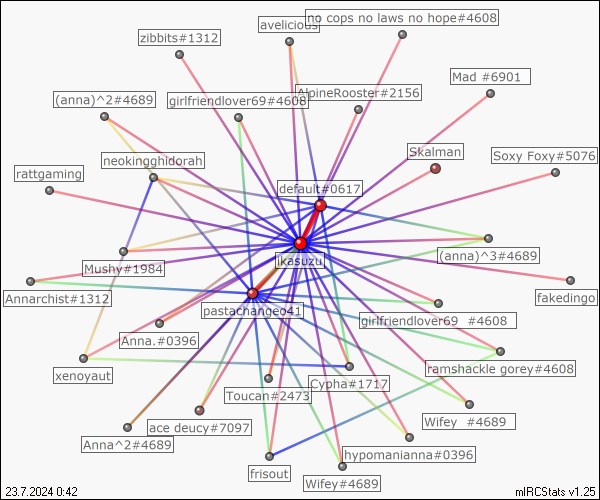 no cops no laws no hope#4608
avelicious
zibbits#1312
Mad #6901
(anna)^2#4689
girlfriendlover69#4608
AlpineRooster#2156
Skalman
Soxy Foxy#5076
neokingghidorah
rattgaming
default#0617
ikasuzu
(anna)^3#4689
Mushy#1984
Annarchist#1312
fakedingo
pastachange041
girlfriendlover69 #4608
Anna.#0396
xenoyaut
Cypha#1717
ramshackle gorey#4608
Toucan#2473
ace deucy#7097
Wifey #4689
Anna^2#4689
hypomanianna#0396
frisout
Wifey#4689
23.7.2024 0:42
mIRCStats v1.25